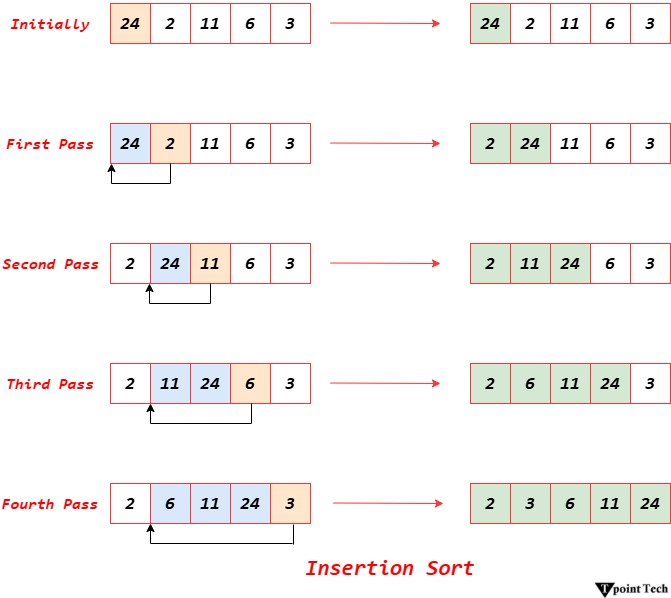 Initially 24 2 11 6 3 24 2 11 6 3
First Pass 24 2 11 6 3 2 24 11 6 3
Second Pass 2 24 11 6 3 2 11 24 6 3
Third Pass 2 11 24 6 3 2 6 11 24 3
Fourth Pass 2 6 11 24 3 2 3 6 11 24
Insertion Sort
Tpoint Tech